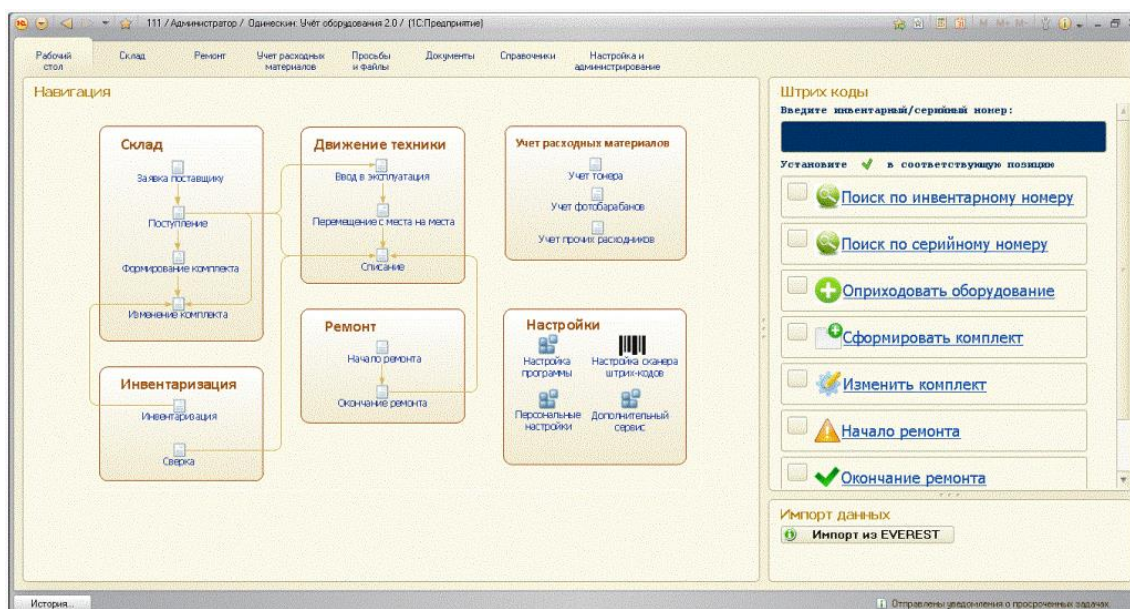 111 / Администратор / Одинескин: Учёт оборудования 2.0 / (1С:Предприятие)
M M+ M-
Рабочий стол
Склад
Ремонт
Учет расходных материалов
Просьбы и файлы
Документы
Справочники
Настройка и администрирование
Навигация
Склад
Заявка поставщику
Поступление
Формирование комплекта
Изменение комплекта
Движение техники
Ввод в эксплуатация
Перемещение с места на места
Списание
Учет расходных материалов
Учет тонера
Учет фотобарабанов
Учет прочих расходников
Инвентаризация
Инвентаризация
Сверка
Ремонт
Начало ремонта
Окончание ремонта
Настройки
Настройка программы
Настройка сканера штрих-кодов
Персональные настройки
Дополнительный сервис
Штрих коды
Введите инвентарный/серийный номер:
Установите в соответствующую позицию
Поиск по инвентарному номеру
Поиск по серийному номеру
Оприходовать оборудование
Сформировать комплект
Изменить комплект
Начало ремонта
Окончание ремонта
Импорт данных
Импорт из EVEREST
История...
Отправлены уведомления о просроченных задачах.